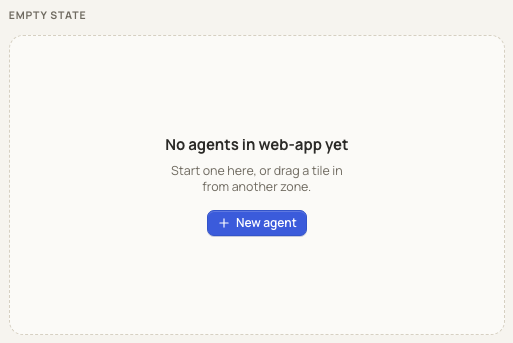 EMPTY STATE
No agents in web-app yet
Start one here, or drag a tile in
from another zone.
+ New agent